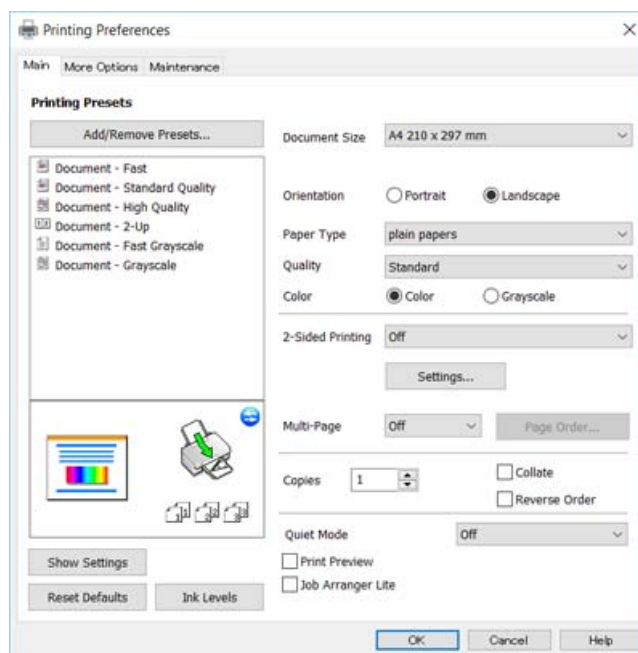 Printing Preferences
Main
More Options
Maintenance
Printing Presets
Add/Remove Presets...
Document - Fast
Document - Standard Quality
Document - High Quality
Document - 2-Up
Document - Fast Grayscale
Document - Grayscale
Show Settings
Reset Defaults
Ink Levels
Document Size
A4 210 x 297 mm
Orientation
Portrait
Landscape
Paper Type
plain papers
Quality
Standard
Color
Color
Grayscale
2-Sided Printing
Off
Settings...
Multi-Page
Off
Page Order...
Copies
1
Collate
Reverse Order
Quiet Mode
Off
Print Preview
Job Arranger Lite
OK
Cancel
Help